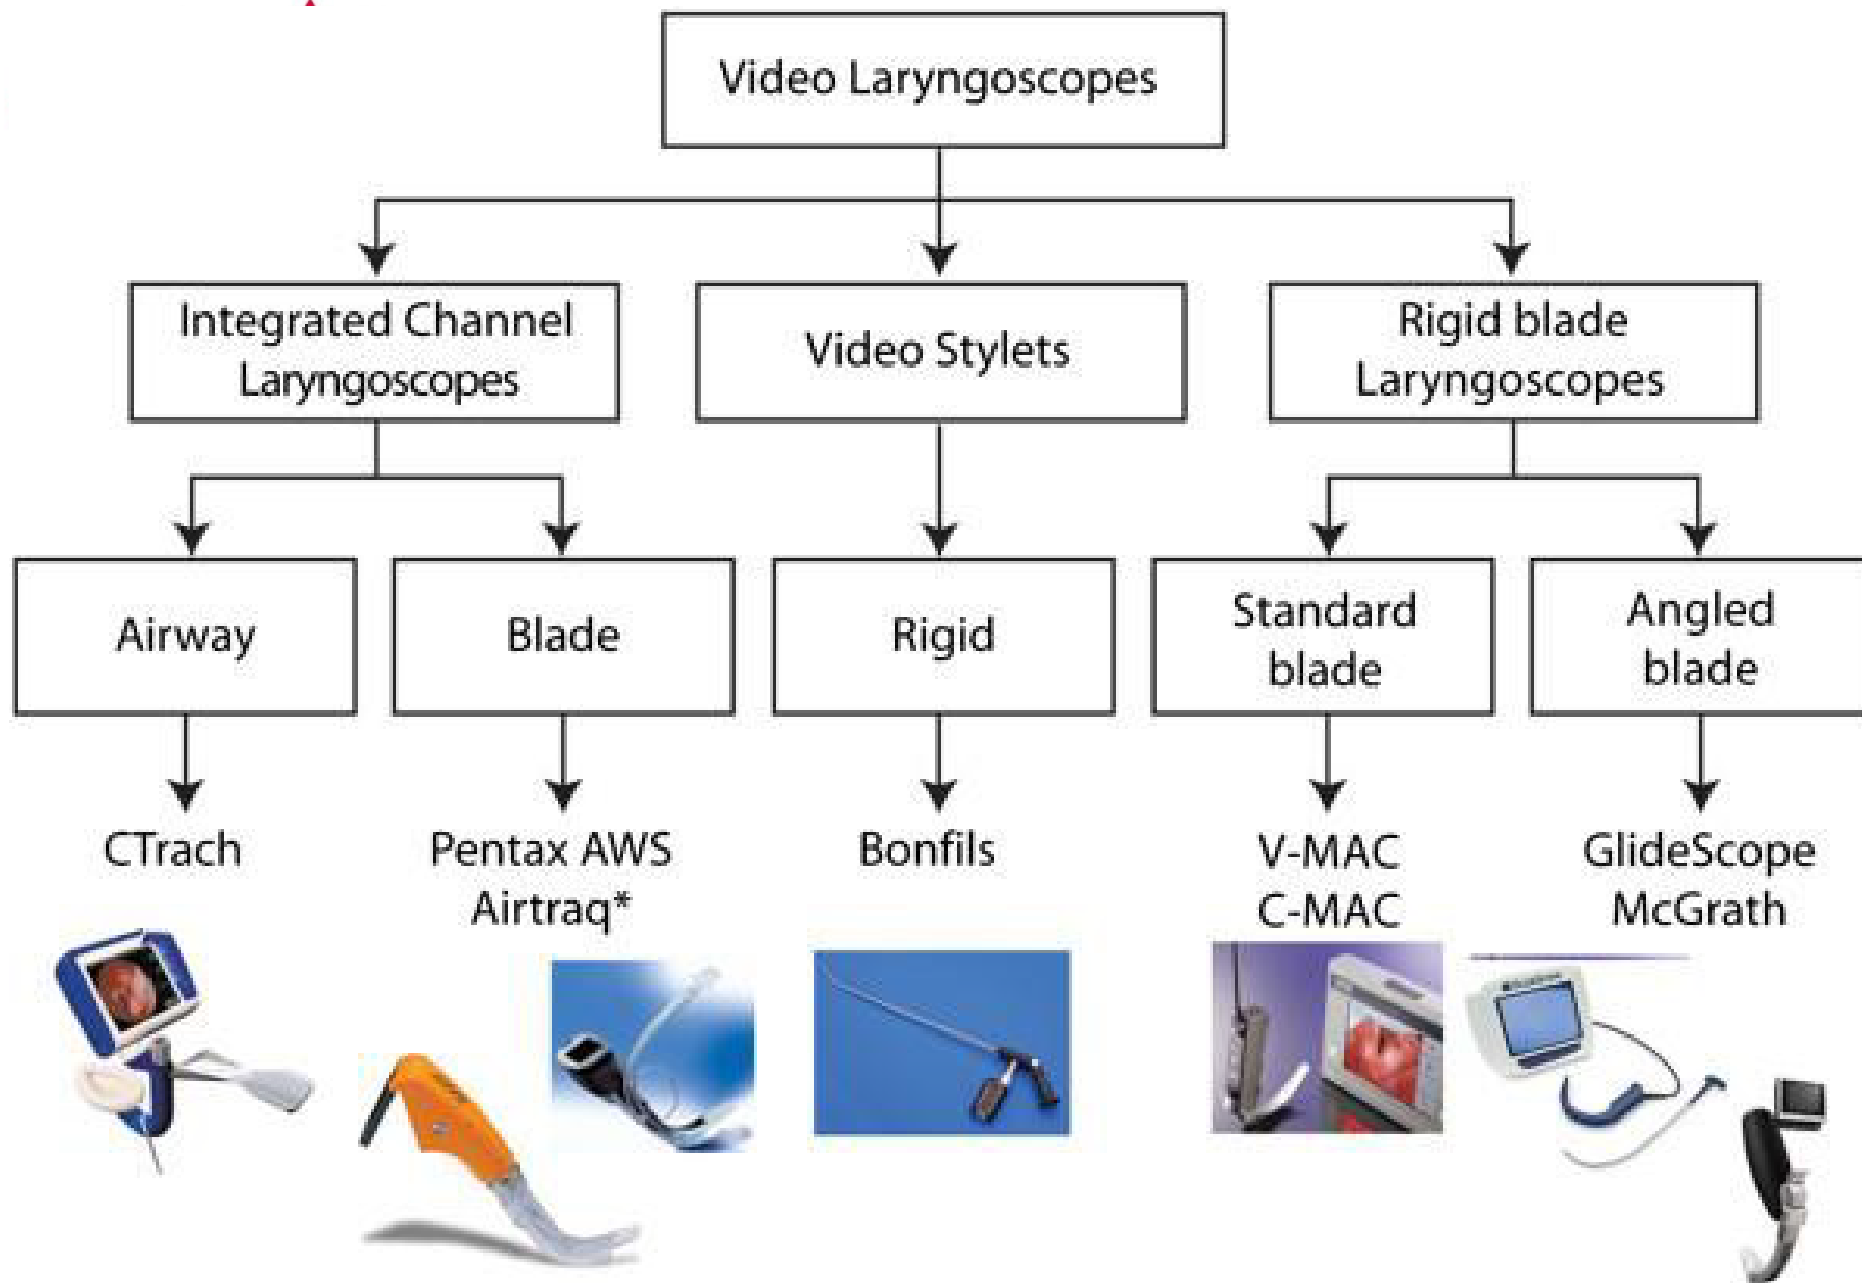 Video Laryngoscopes
Integrated Channel
Laryngoscopes
Video Stylets
Rigid blade
Laryngoscopes
Airway
Blade
Rigid
Standard
blade
Angled
blade
CTrach
Pentax AWS
Airtraq*
Bonfils
V-MAC
C-MAC
GlideScope
McGrath